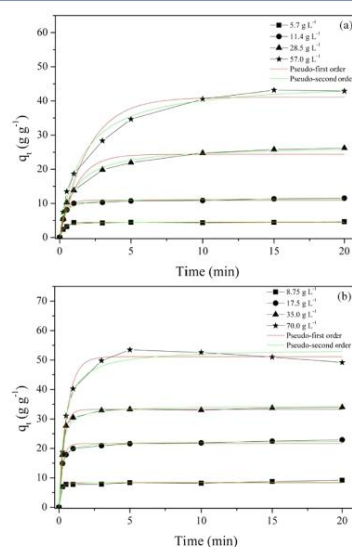 (a)
5.7 g L⁻¹
11.4 g L⁻¹
28.5 g L⁻¹
57.0 g L⁻¹
Pseudo-first order
Pseudo-second order
60
50
40
30
20
10
0
qt (g g⁻¹)
0 5 10 15 20
Time (min)
(b)
8.75 g L⁻¹
17.5 g L⁻¹
35.0 g L⁻¹
70.0 g L⁻¹
Pseudo-first order
Pseudo-second order
70
60
50
40
30
20
10
0
qt (g g⁻¹)
0 5 10 15 20
Time (min)